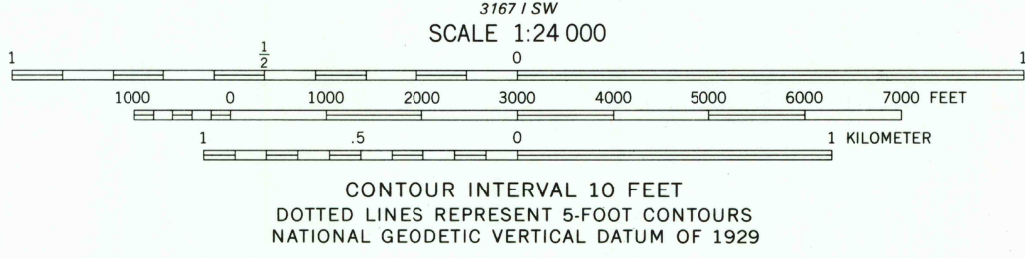 3167 I SW
SCALE 1:24 000
1 1/2 0 1
1000 0 1000 2000 3000 4000 5000 6000 7000 FEET
1 .5 0 1 KILOMETER
CONTOUR INTERVAL 10 FEET
DOTTED LINES REPRESENT 5-FOOT CONTOURS
NATIONAL GEODETIC VERTICAL DATUM OF 1929